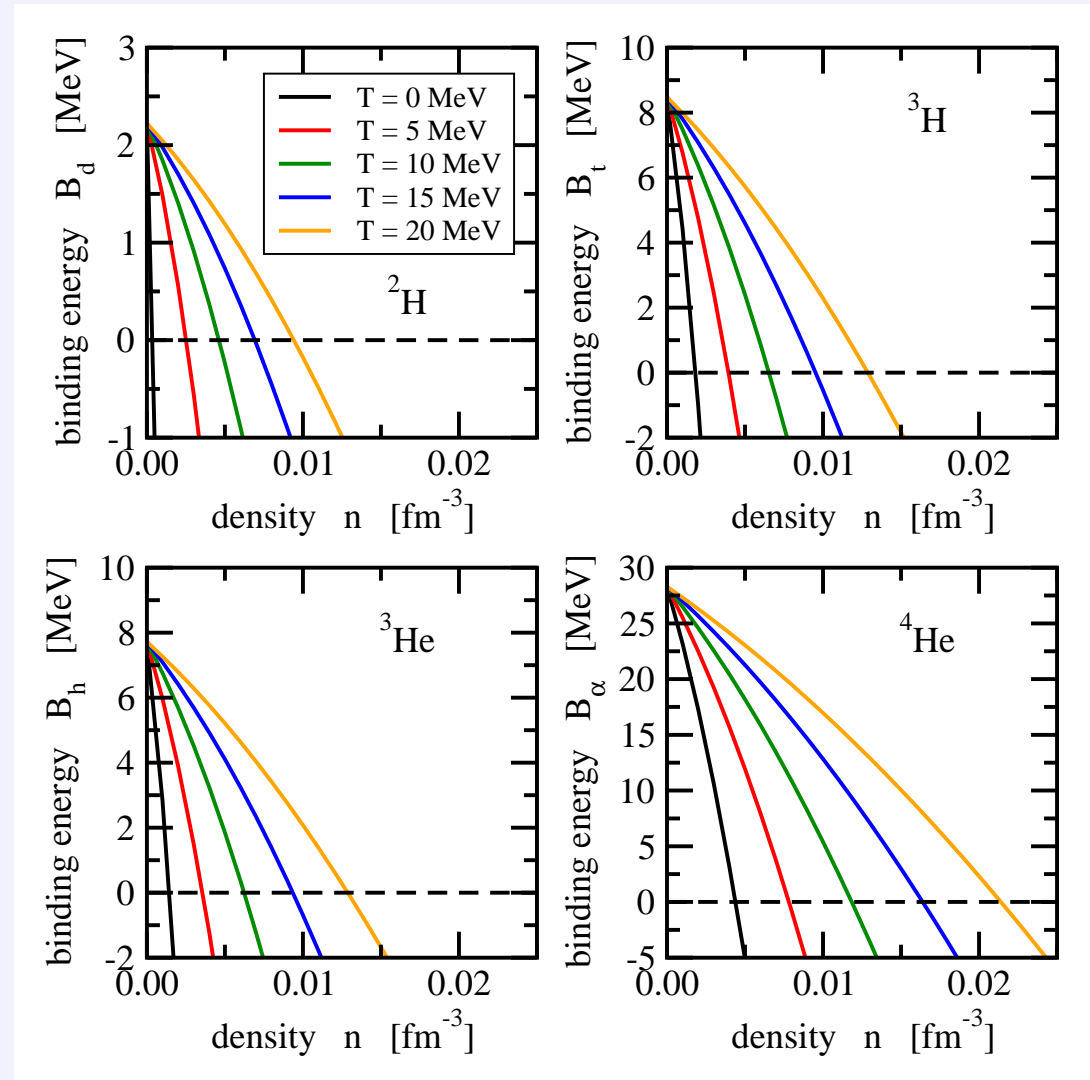 binding energy B_d [MeV]
3
2
1
0
-1
T = 0 MeV
T = 5 MeV
T = 10 MeV
T = 15 MeV
T = 20 MeV
²H
0.00 0.01 0.02
density n [fm⁻³]
binding energy B_t [MeV]
10
8
6
4
2
0
-2
³H
0.00 0.01 0.02
density n [fm⁻³]
binding energy B_h [MeV]
10
8
6
4
2
0
-2
³He
0.00 0.01 0.02
density n [fm⁻³]
binding energy B_α [MeV]
30
25
20
15
10
5
0
-5
⁴He
0.00 0.01 0.02
density n [fm⁻³]